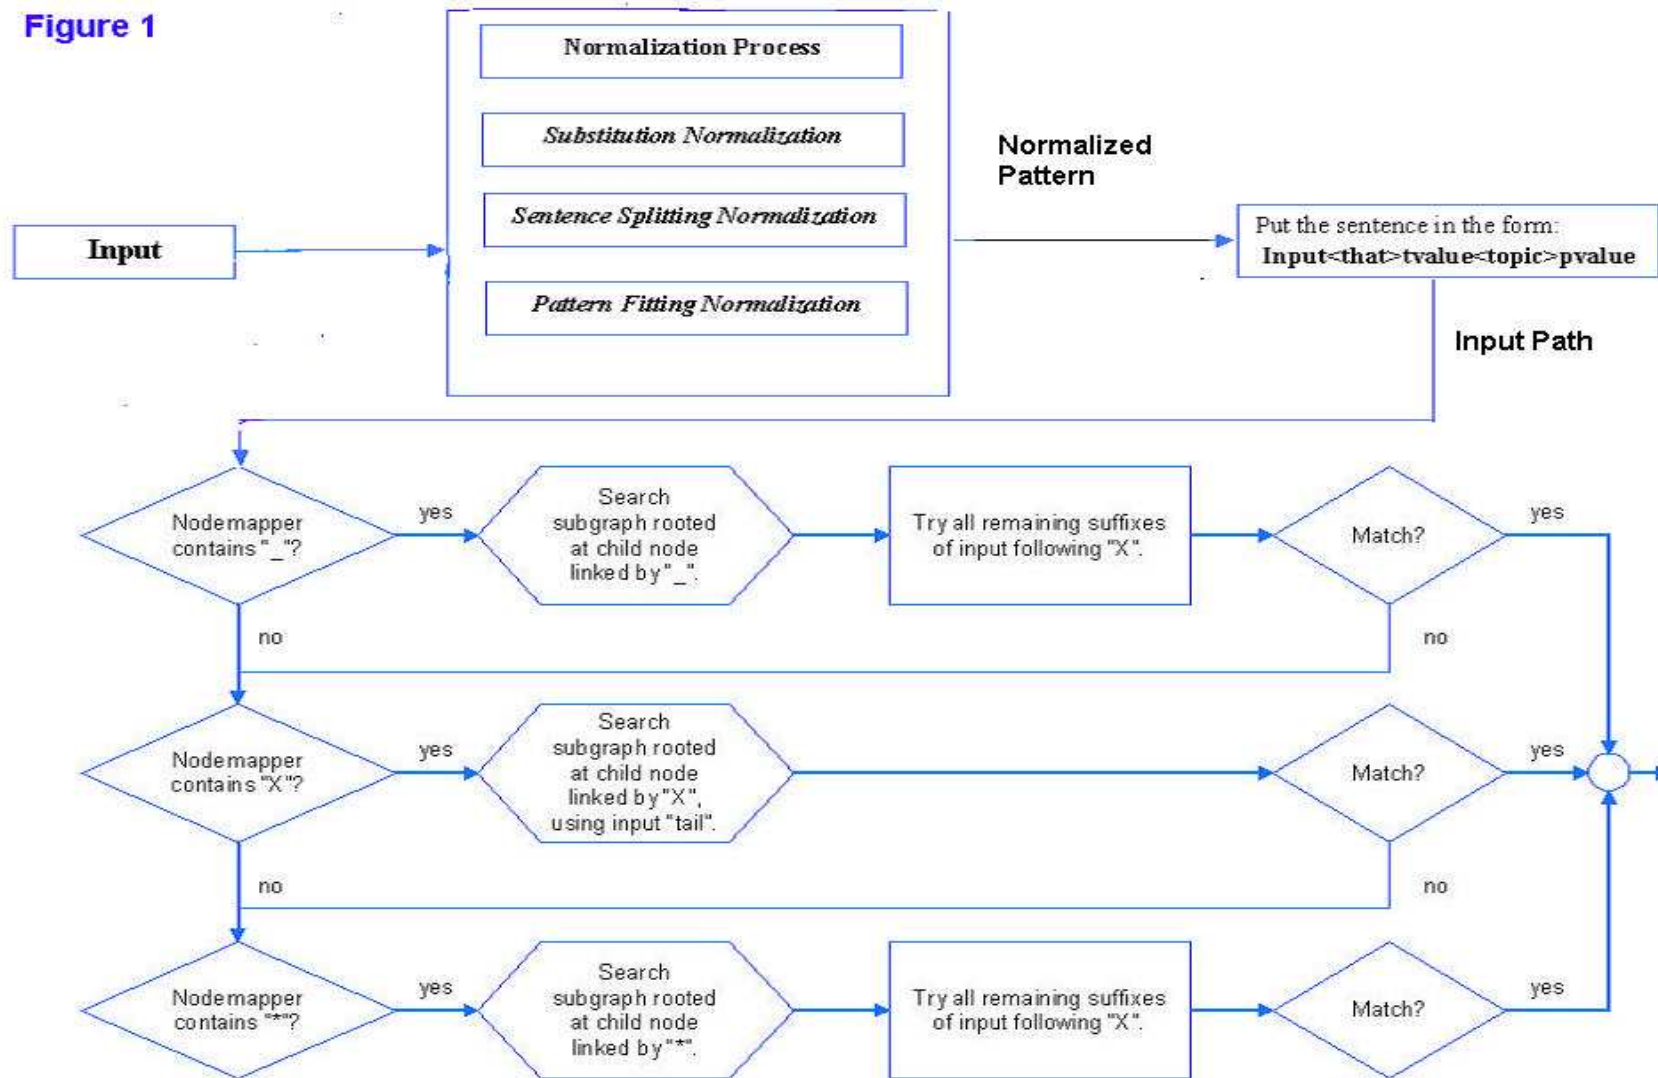 Figure 1
Normalization Process
Substitution Normalization
Sentence Splitting Normalization
Pattern Fitting Normalization
Input
Normalized
Pattern
Put the sentence in the form:
Input<that>tvalue<topic>pvalue
Input Path
Nodemapper
contains "_"?
yes
Search
subgraph rooted
at child node
linked by "_".
Try all remaining suffixes
of input following "X".
Match?
yes
no
no
Nodemapper
contains "X"?
yes
Search
subgraph rooted
at child node
linked by "X",
using input "tail".
Match?
yes
no
no
Nodemapper
contains "*"?
yes
Search
subgraph rooted
at child node
linked by "*".
Try all remaining suffixes
of input following "X".
Match?
yes